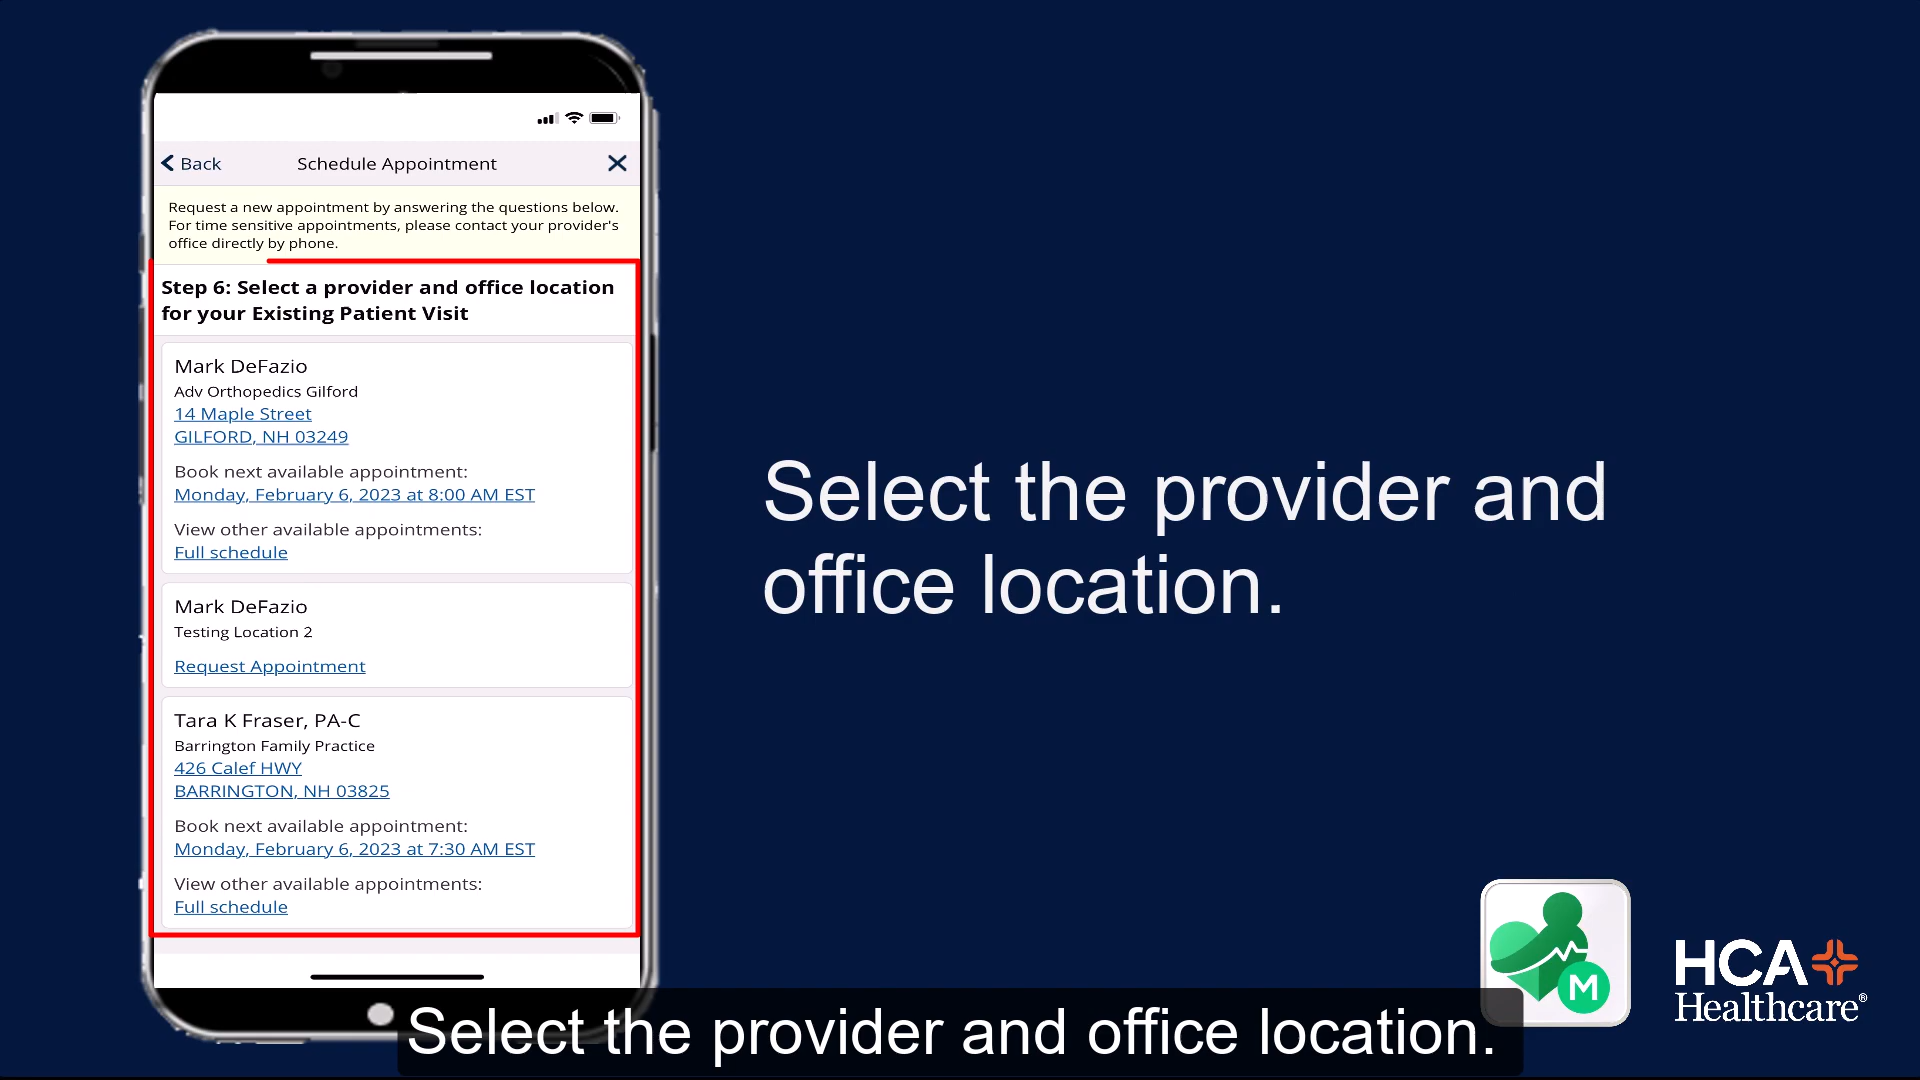 Back
Schedule Appointment
Request a new appointment by answering the questions below.
For time sensitive appointments, please contact your provider's
office directly by phone.
Step 6: Select a provider and office location
for your Existing Patient Visit
Mark DeFazio
Adv Orthopedics Gilford
14 Maple Street
GILFORD, NH 03249
Book next available appointment:
Monday, February 6, 2023 at 8:00 AM EST
View other available appointments:
Full schedule
Mark DeFazio
Testing Location 2
Request Appointment
Tara K Fraser, PA-C
Barrington Family Practice
426 Calef HWY
BARRINGTON, NH 03825
Book next available appointment:
Monday, February 6, 2023 at 7:30 AM EST
View other available appointments:
Full schedule
Select the provider and
office location.
M
HCA
Healthcare®
Select the provider and office location.